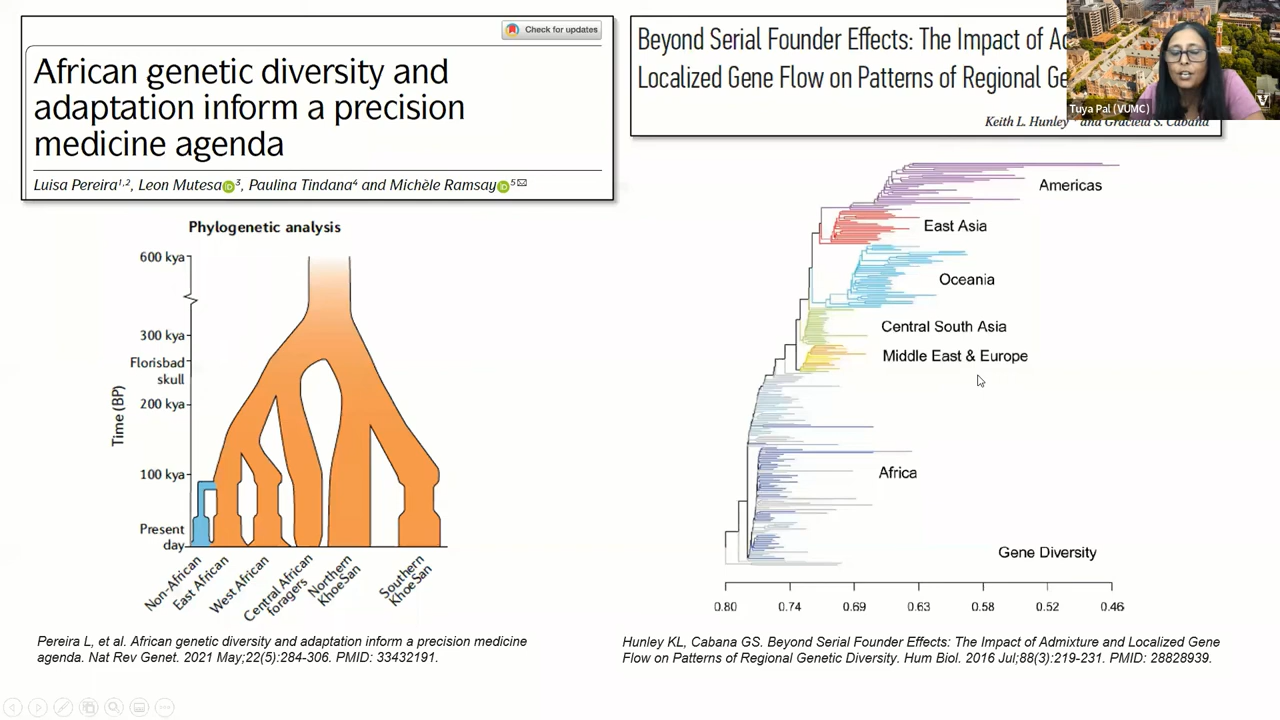 Check for updates
African genetic diversity and
adaptation inform a precision
medicine agenda
Luisa Pereira1,2, Leon Mutesa 3, Paulina Tindana4 and Michèle Ramsay 5
Phylogenetic analysis
Time (BP)
600 kya
300 kya
Florisbad
skull
200 kya
100 kya
Present
day
Non-African
East African
West African
Central African
foragers
Northern
KhoeSan
Southern
KhoeSan
Pereira L, et al. African genetic diversity and adaptation inform a precision medicine
agenda. Nat Rev Genet. 2021 May;22(5):284-306. PMID: 33432191.
Beyond Serial Founder Effects: The Impact of Ad
Localized Gene Flow on Patterns of Regional Ge
Keith L. Hunley and Graciela S. Cabana
Tuya Pal (VUMC)
Americas
East Asia
Oceania
Central South Asia
Middle East & Europe
Africa
Gene Diversity
0.80 0.74 0.69 0.63 0.58 0.52 0.46
Hunley KL, Cabana GS. Beyond Serial Founder Effects: The Impact of Admixture and Localized Gene
Flow on Patterns of Regional Genetic Diversity. Hum Biol. 2016 Jul;88(3):219-231. PMID: 28828939.